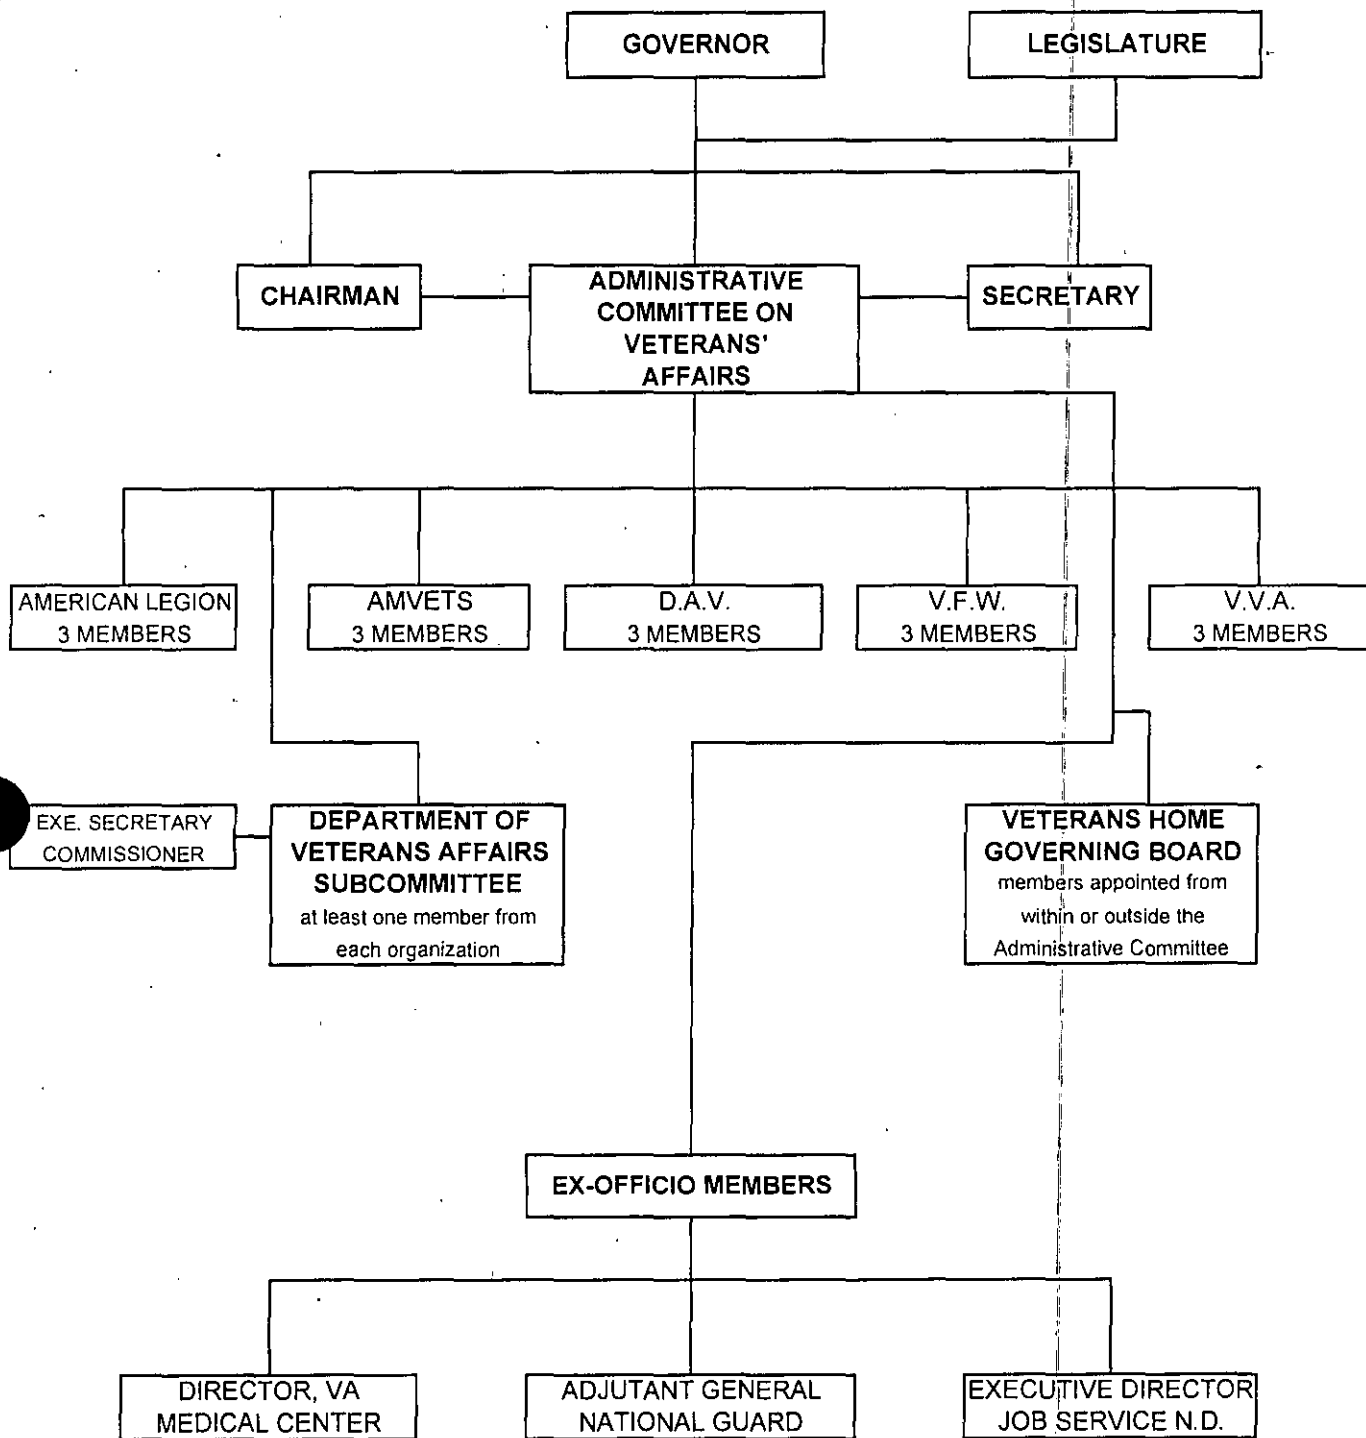 GOVERNOR
LEGISLATURE
CHAIRMAN
ADMINISTRATIVE
COMMITTEE ON
VETERANS'
AFFAIRS
SECRETARY
AMERICAN LEGION
3 MEMBERS
AMVETS
3 MEMBERS
D.A.V.
3 MEMBERS
V.F.W.
3 MEMBERS
V.V.A.
3 MEMBERS
EXE. SECRETARY
COMMISSIONER
DEPARTMENT OF
VETERANS AFFAIRS
SUBCOMMITTEE
at least one member from
each organization
VETERANS HOME
GOVERNING BOARD
members appointed from
within or outside the
Administrative Committee
EX-OFFICIO MEMBERS
DIRECTOR, VA
MEDICAL CENTER
ADJUTANT GENERAL
NATIONAL GUARD
EXECUTIVE DIRECTOR
JOB SERVICE N.D.